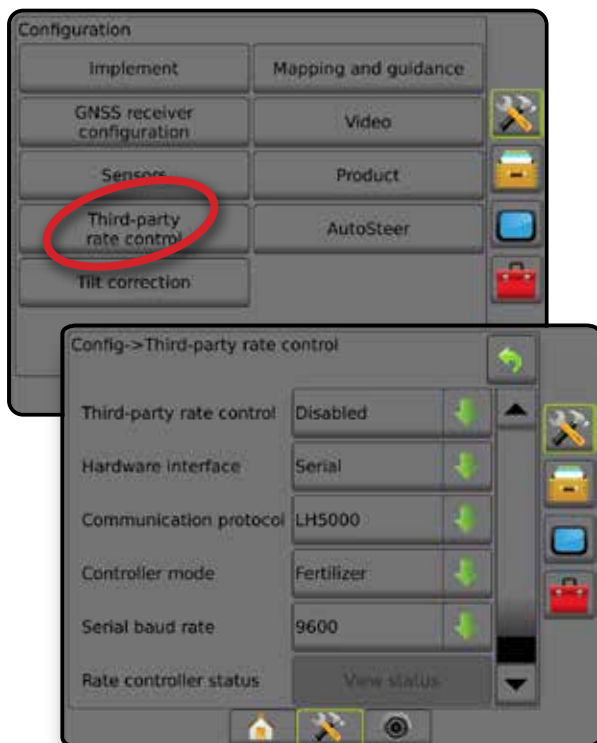 Configuration
Implement
Mapping and guidance
GNSS receiver
configuration
Video
Sensors
Product
Third-party
rate control
AutoSteer
Tilt correction
Config->Third-party rate control
Third-party rate control Disabled
Hardware interface Serial
Communication protocol LH5000
Controller mode Fertilizer
Serial baud rate 9600
Rate controller status View status